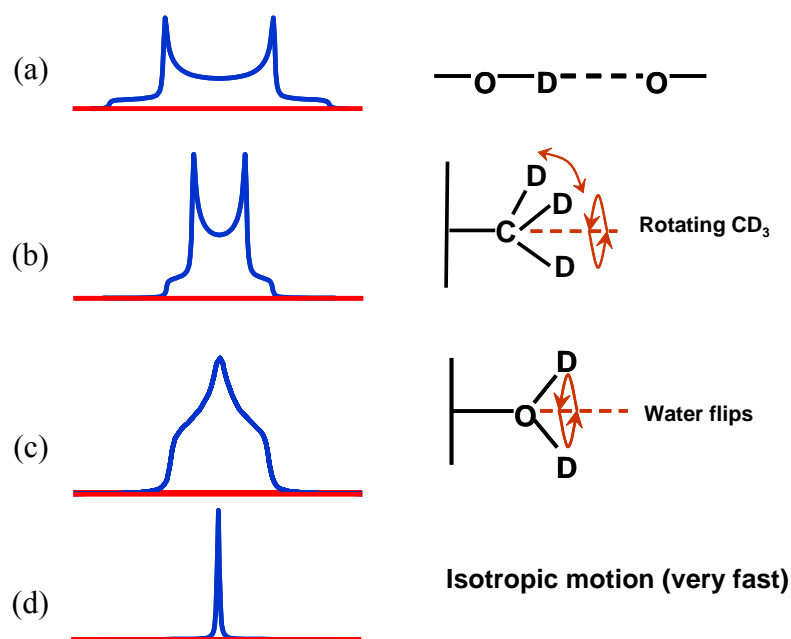 (a)
O D O
(b)
D
D
C
D
Rotating CD₃
(c)
D
O
D
Water flips
(d)
Isotropic motion (very fast)